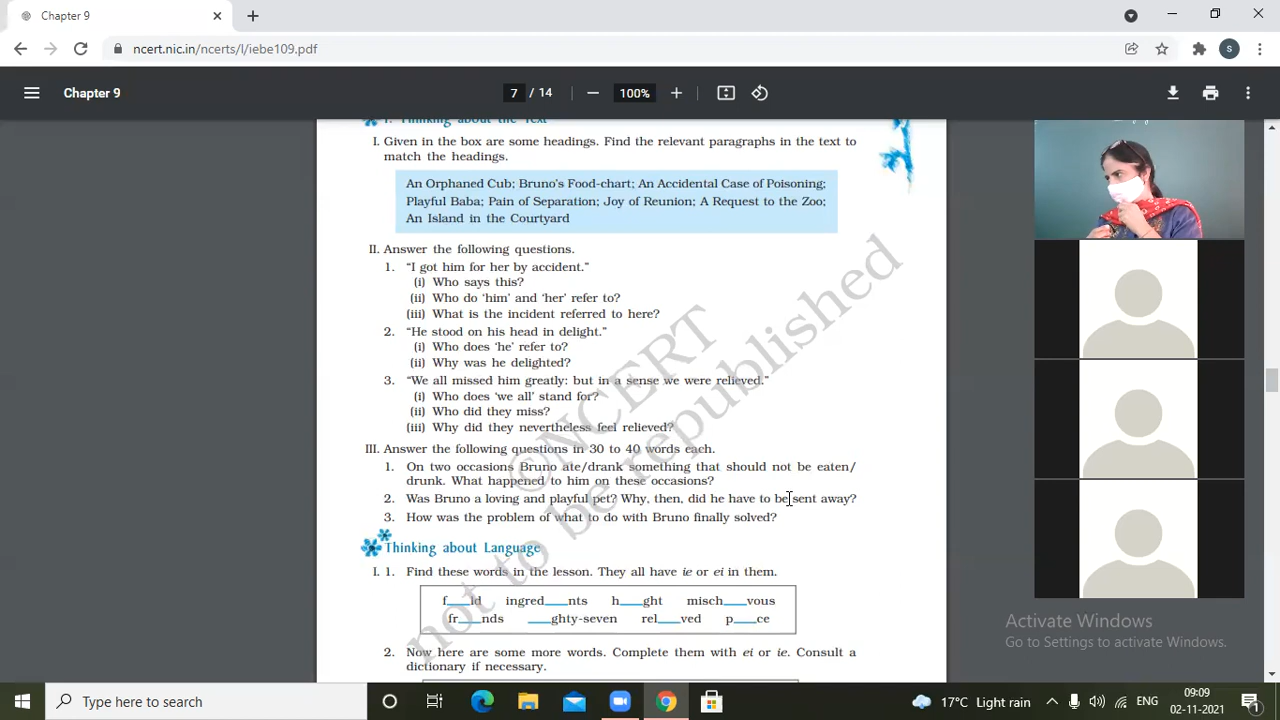 Chapter 9
S
ncert.nic.in/ncerts/l/iebe109.pdf
Chapter 9
7 / 14
100%
I. Thinking about the Text
I. Given in the box are some headings. Find the relevant paragraphs in the text to
match the headings.
An Orphaned Cub; Bruno's Food-chart; An Accidental Case of Poisoning;
Playful Baba; Pain of Separation; Joy of Reunion; A Request to the Zoo;
An Island in the Courtyard
II. Answer the following questions.
1. “I got him for her by accident.”
(i) Who says this?
(ii) Who do ‘him’ and ‘her’ refer to?
(iii) What is the incident referred to here?
2. “He stood on his head in delight.”
(i) Who does ‘he’ refer to?
(ii) Why was he delighted?
3. “We all missed him greatly: but in a sense we were relieved.”
(i) Who does ‘we all’ stand for?
(ii) Who did they miss?
(iii) Why did they nevertheless feel relieved?
III. Answer the following questions in 30 to 40 words each.
1. On two occasions Bruno ate/drank something that should not be eaten/
drunk. What happened to him on these occasions?
2. Was Bruno a loving and playful pet? Why, then, did he have to be sent away?
3. How was the problem of what to do with Bruno finally solved?
Thinking about Language
I. 1. Find these words in the lesson. They all have ie or ei in them.
f___id ingred___nts h___ght misch___vous
fr___nds ___ghty-seven rel___ved p___ce
2. Now here are some more words. Complete them with ei or ie. Consult a
dictionary if necessary.
©NCERT
not to be republished
Activate Windows
Go to Settings to activate Windows.
Type here to search
17°C Light rain
ENG
09:09
02-11-2021
1